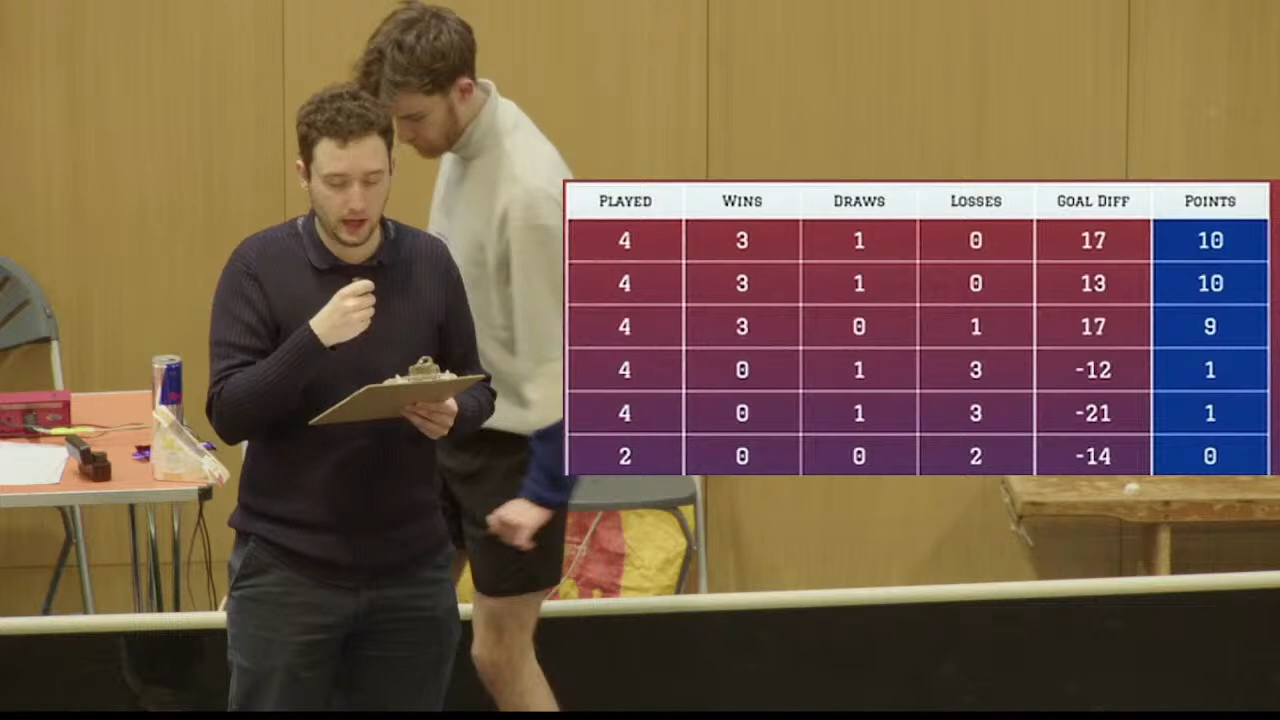 PLAYED WINS DRAWS LOSSES GOAL DIFF POINTS
4 3 1 0 17 10
4 3 1 0 13 10
4 3 0 1 17 9
4 0 1 3 -12 1
4 0 1 3 -21 1
2 0 0 2 -14 0